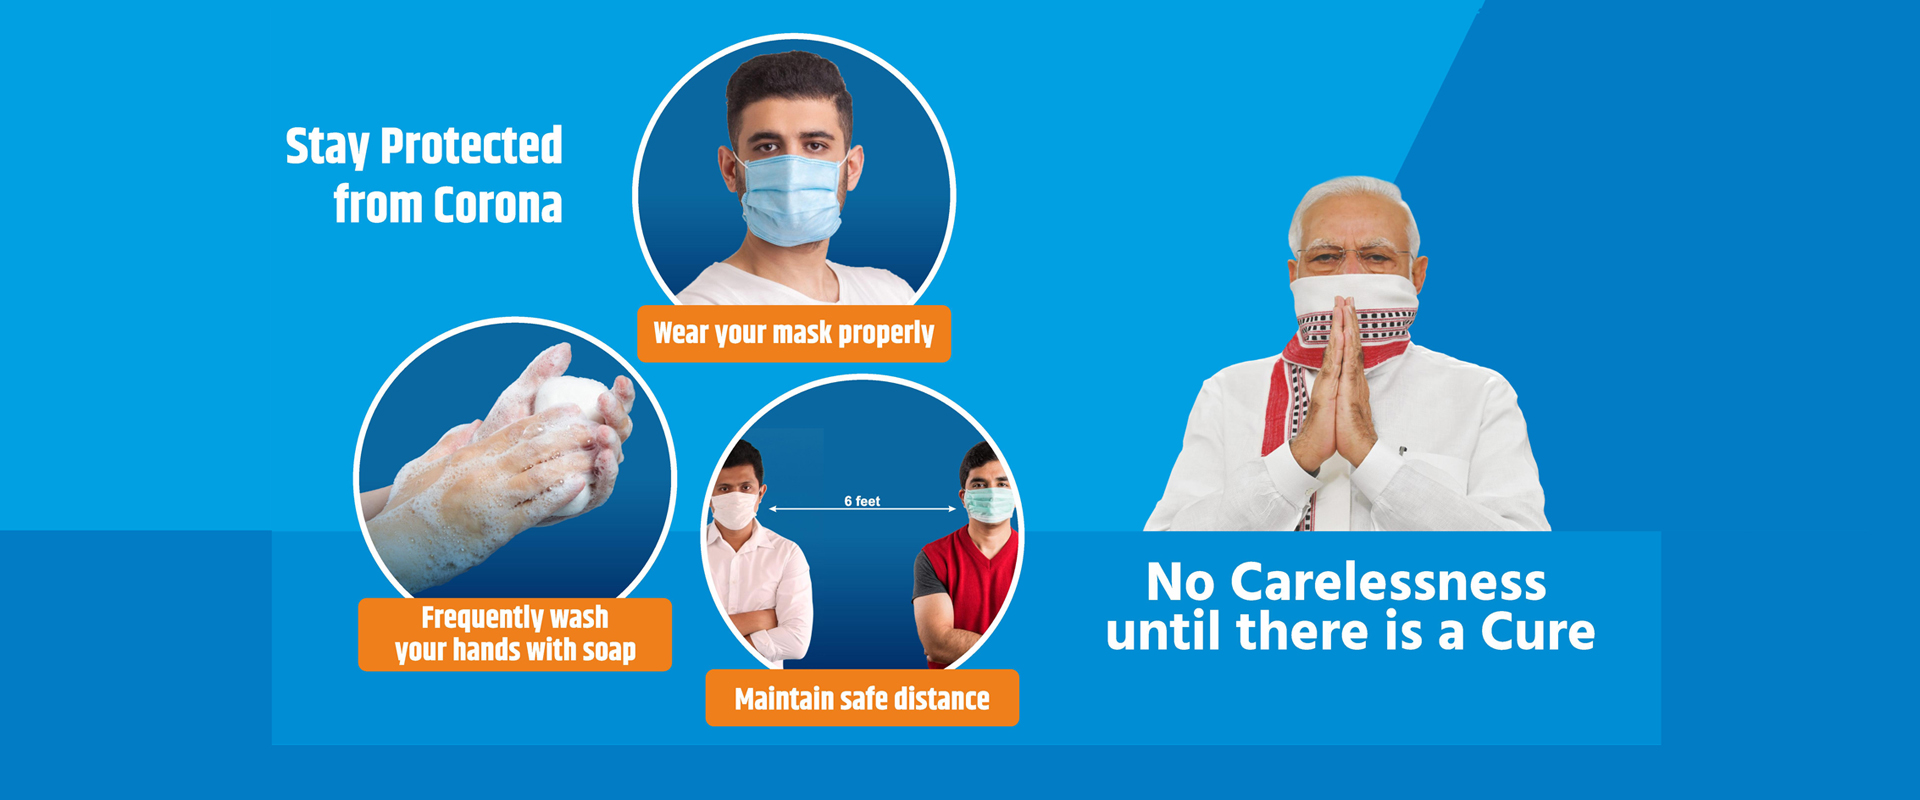 Stay Protected
from Corona
Wear your mask properly
Frequently wash
your hands with soap
6 feet
Maintain safe distance
No Carelessness
until there is a Cure